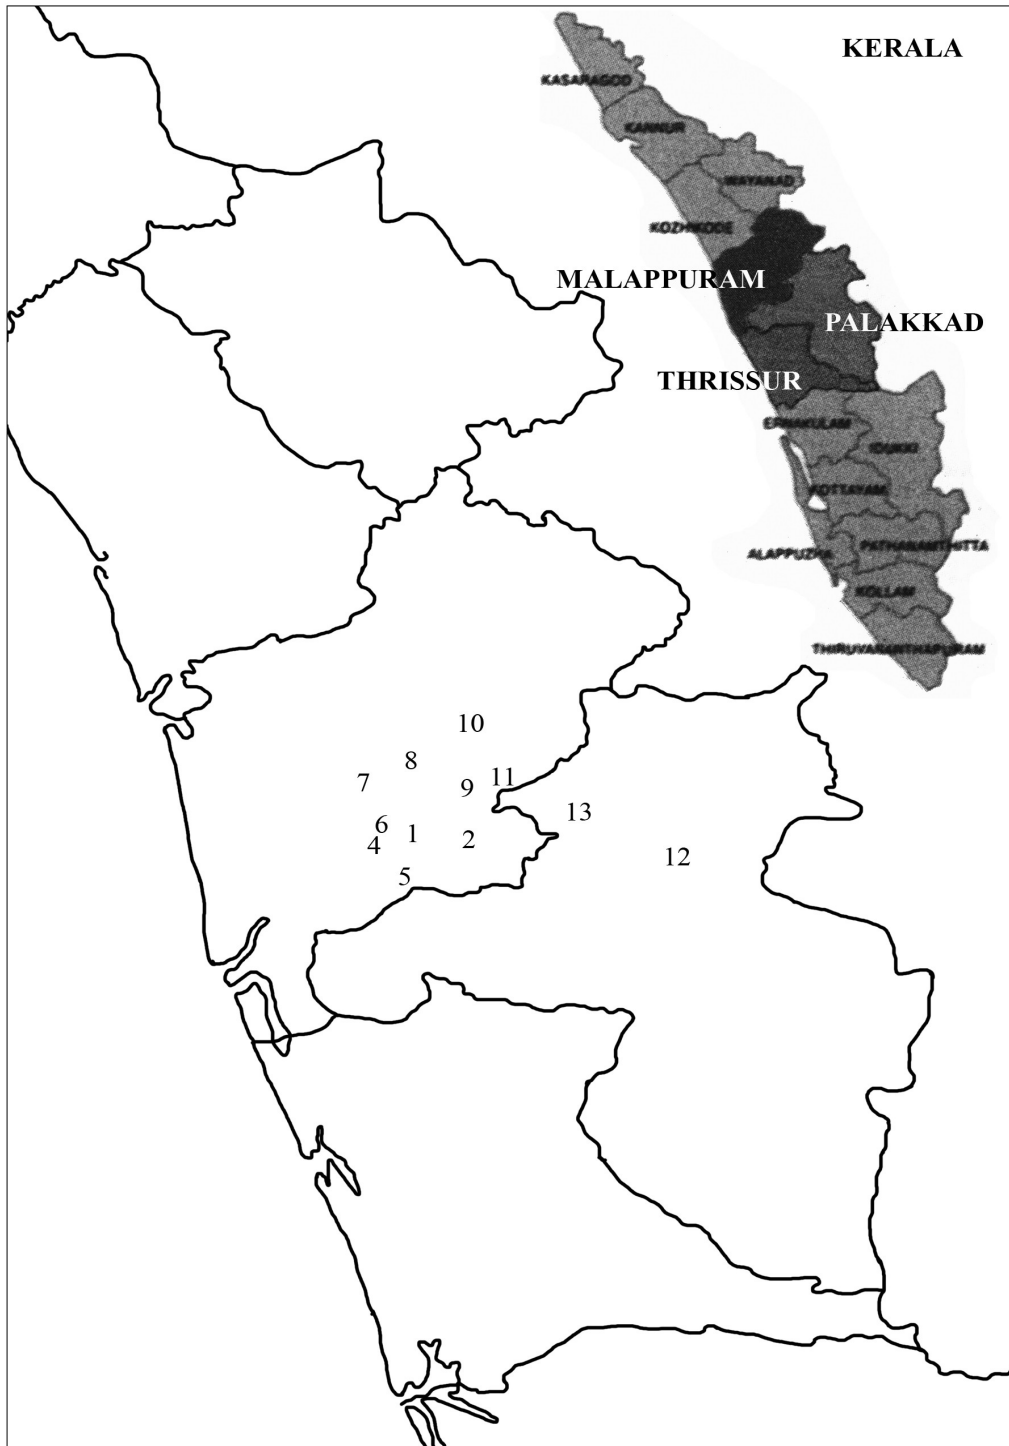 KERALA
KASARAGOD
KANNUR
WAYANAD
KOZHIKODE
MALAPPURAM
PALAKKAD
THRISSUR
ERNAKULAM
IDUKKI
KOTTAYAM
ALAPPUZHA
PATHANAMTHITTA
KOLLAM
THIRUVANANTHAPURAM
10
8
7
9
11
13
6
1
4
2
12
5